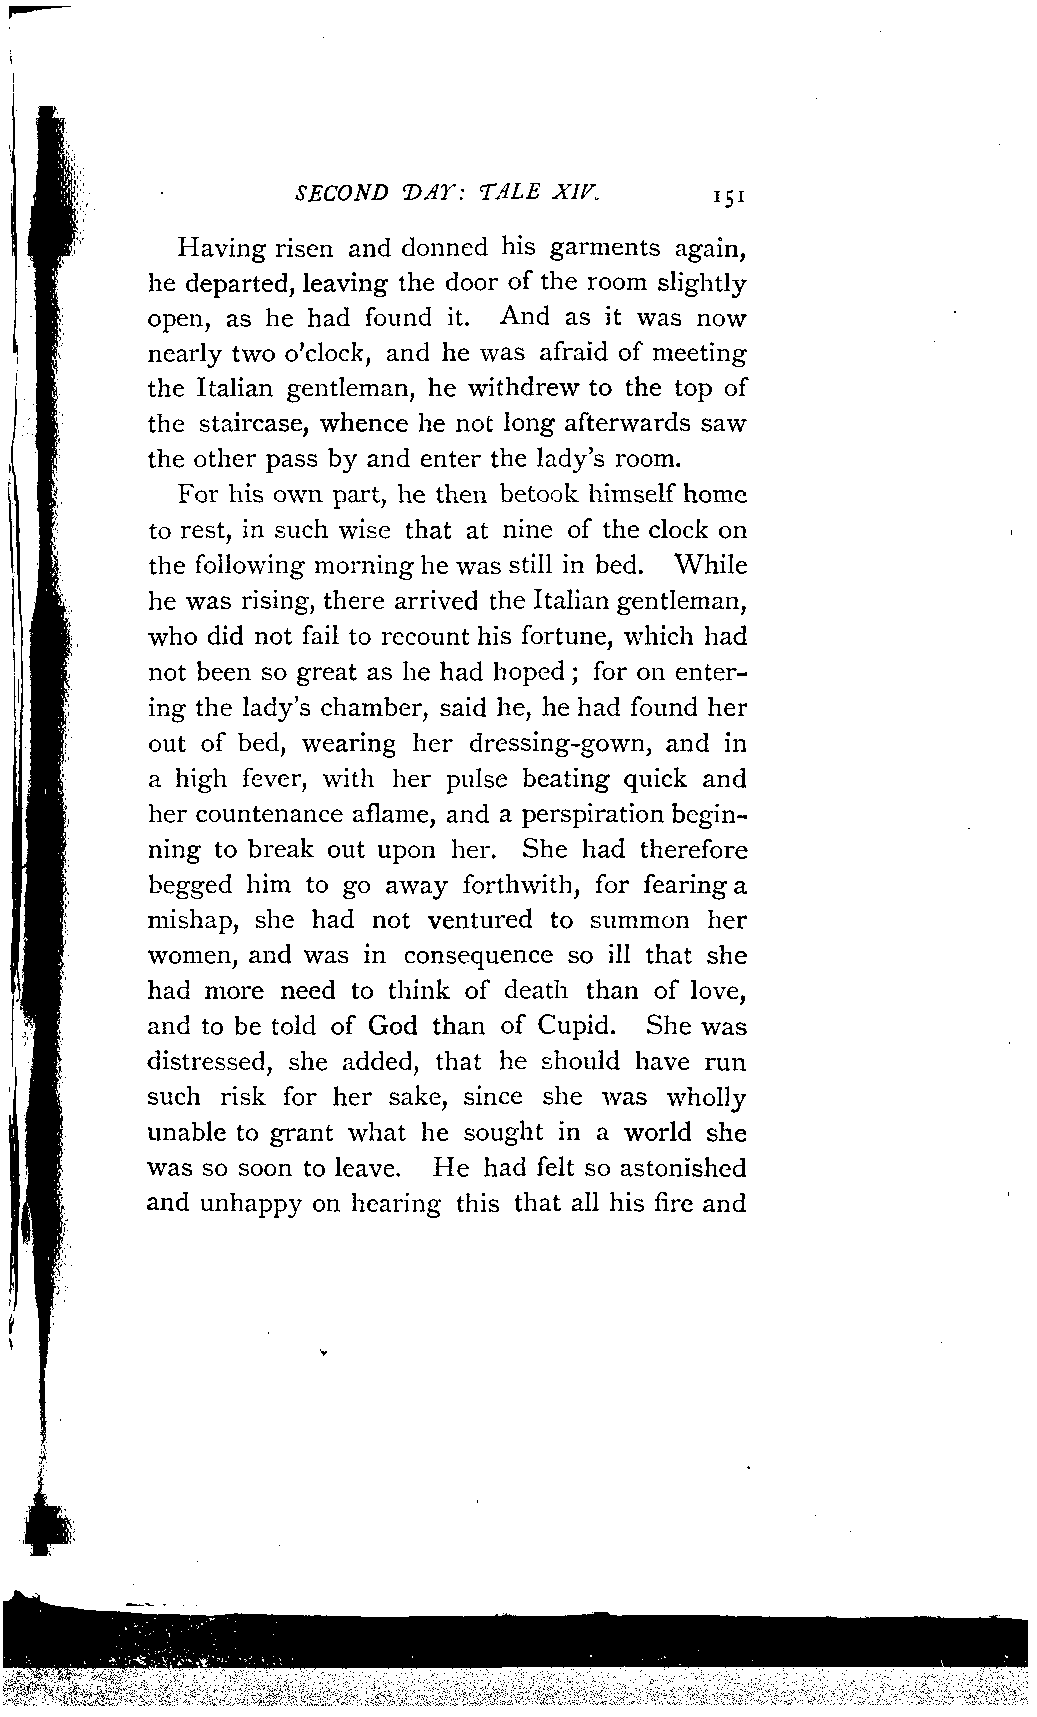 SECOND DAY: TALE XIV. 151
Having risen and donned his garments again,
he departed, leaving the door of the room slightly
open, as he had found it. And as it was now
nearly two o'clock, and he was afraid of meeting
the Italian gentleman, he withdrew to the top of
the staircase, whence he not long afterwards saw
the other pass by and enter the lady's room.
For his own part, he then betook himself home
to rest, in such wise that at nine of the clock on
the following morning he was still in bed. While
he was rising, there arrived the Italian gentleman,
who did not fail to recount his fortune, which had
not been so great as he had hoped; for on enter-
ing the lady's chamber, said he, he had found her
out of bed, wearing her dressing-gown, and in
a high fever, with her pulse beating quick and
her countenance aflame, and a perspiration begin-
ning to break out upon her. She had therefore
begged him to go away forthwith, for fearing a
mishap, she had not ventured to summon her
women, and was in consequence so ill that she
had more need to think of death than of love,
and to be told of God than of Cupid. She was
distressed, she added, that he should have run
such risk for her sake, since she was wholly
unable to grant what he sought in a world she
was so soon to leave. He had felt so astonished
and unhappy on hearing this that all his fire and